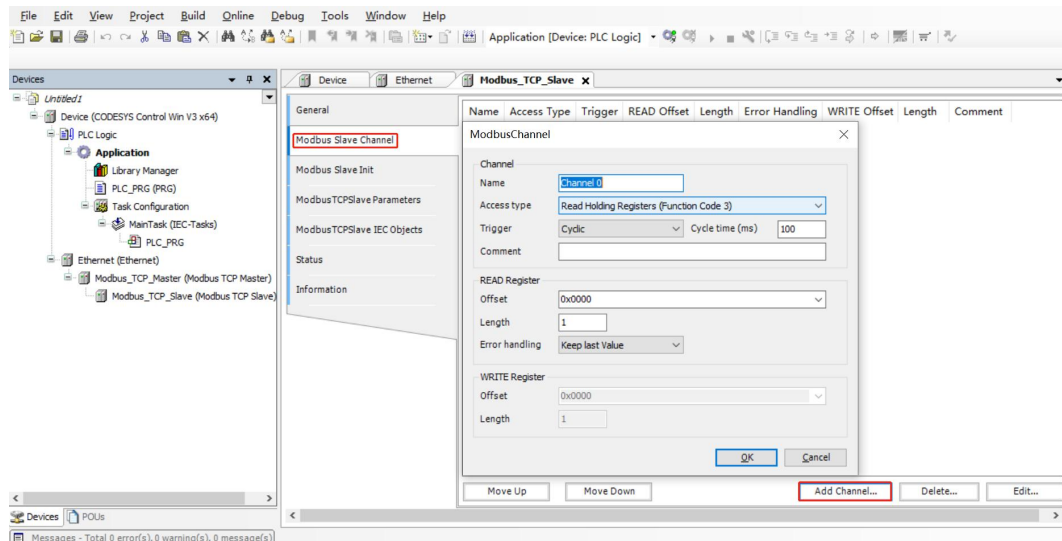 File Edit View Project Build Online Debug Tools Window Help
Application [Device: PLC Logic]
Devices
Untitled1
Device (CODESYS Control Win V3 x64)
PLC Logic
Application
Library Manager
PLC_PRG (PRG)
Task Configuration
MainTask (IEC-Tasks)
PLC_PRG
Ethernet (Ethernet)
Modbus_TCP_Master (Modbus TCP Master)
Modbus_TCP_Slave (Modbus TCP Slave)
Devices POUs
Messages - Total 0 error(s), 0 warning(s), 0 message(s)
Device Ethernet Modbus_TCP_Slave
General
Modbus Slave Channel
Modbus Slave Init
ModbusTCPSlave Parameters
ModbusTCPSlave IEC Objects
Status
Information
Name Access Type Trigger READ Offset Length Error Handling WRITE Offset Length Comment
ModbusChannel
Channel
Name Channel 0
Access type Read Holding Registers (Function Code 3)
Trigger Cyclic Cycle time (ms) 100
Comment
READ Register
Offset 0x0000
Length 1
Error handling Keep last Value
WRITE Register
Offset 0x0000
Length 1
OK Cancel
Move Up Move Down Add Channel... Delete... Edit...